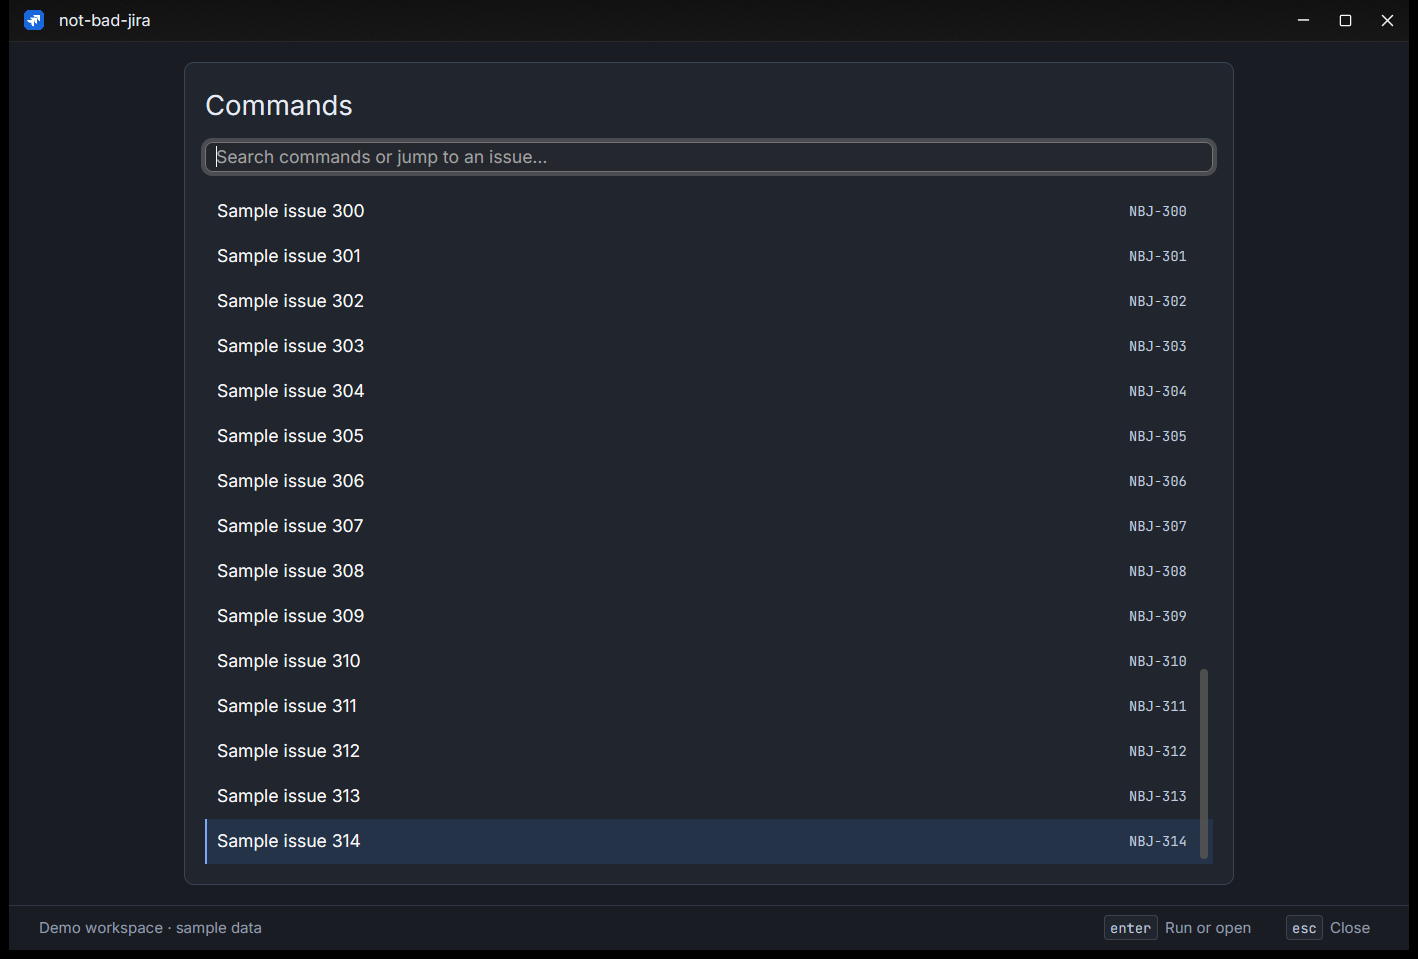 not-bad-jira
Commands
Search commands or jump to an issue...
Sample issue 300 NBJ-300
Sample issue 301 NBJ-301
Sample issue 302 NBJ-302
Sample issue 303 NBJ-303
Sample issue 304 NBJ-304
Sample issue 305 NBJ-305
Sample issue 306 NBJ-306
Sample issue 307 NBJ-307
Sample issue 308 NBJ-308
Sample issue 309 NBJ-309
Sample issue 310 NBJ-310
Sample issue 311 NBJ-311
Sample issue 312 NBJ-312
Sample issue 313 NBJ-313
Sample issue 314 NBJ-314
Demo workspace · sample data enter Run or open esc Close